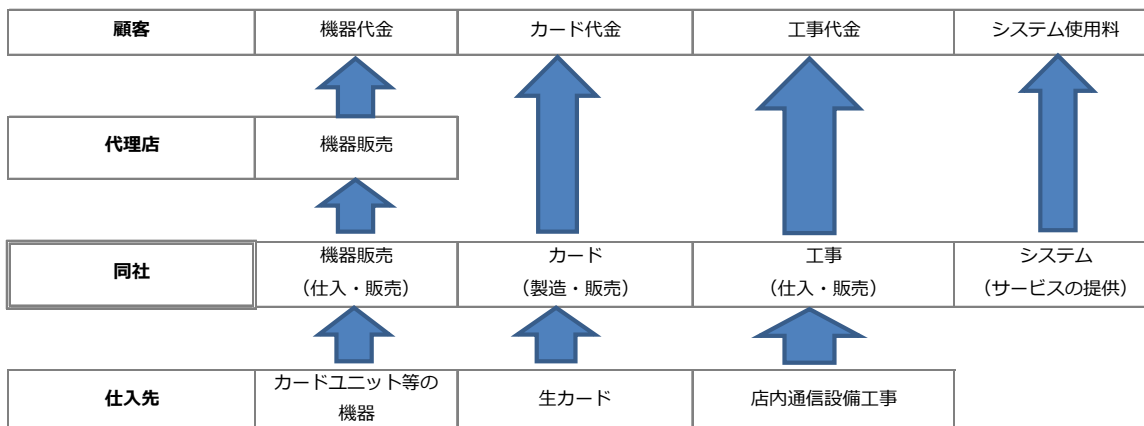 顧客 機器代金 カード代金 工事代金 システム使用料
代理店 機器販売
同社
機器販売
（仕入・販売）
カード
（製造・販売）
工事
（仕入・販売）
システム
（サービスの提供）
仕入先
カードユニット等の
機器
生カード
店内通信設備工事